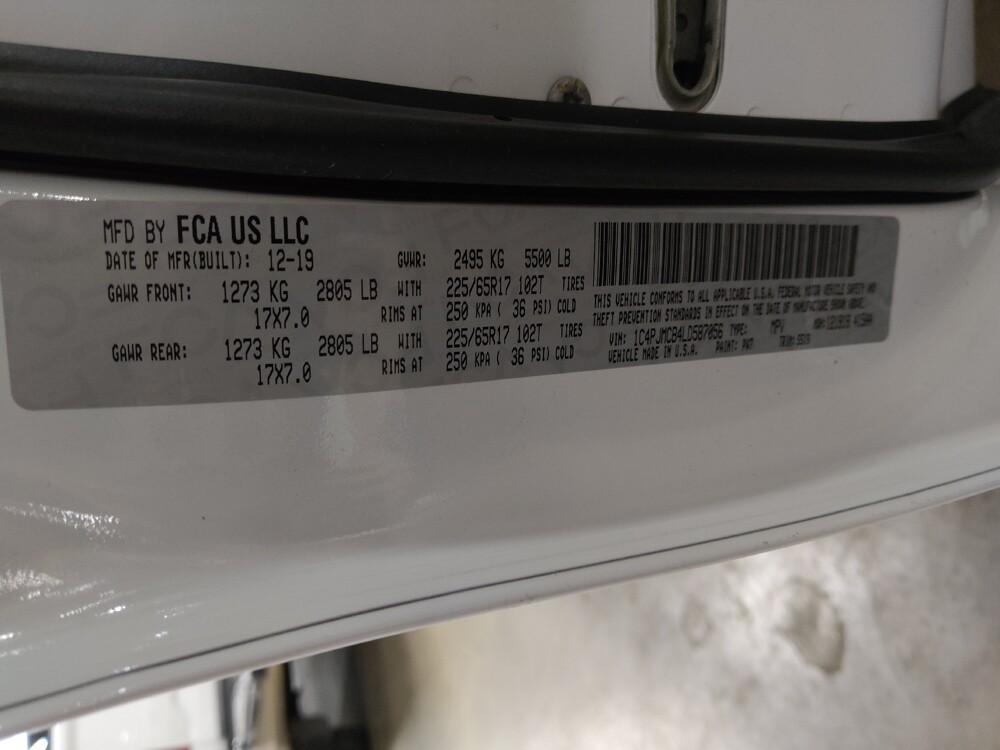 MFD BY FCA US LLC
DATE OF MFR(BUILT): 12-19 GVWR: 2495 KG 5500 LB
GAWR FRONT: 1273 KG 2805 LB WITH 225/65R17 102T TIRES
17X7.0 RIMS AT 250 KPA ( 36 PSI) COLD
GAWR REAR: 1273 KG 2805 LB WITH 225/65R17 102T TIRES
17X7.0 RIMS AT 250 KPA ( 36 PSI) COLD
THIS VEHICLE CONFORMS TO ALL APPLICABLE U.S.A. FEDERAL MOTOR VEHICLE SAFETY AND
THEFT PREVENTION STANDARDS IN EFFECT ON THE DATE OF MANUFACTURE SHOWN ABOVE.
VIN: 1C4PJMCB4LD587056 TYPE: MPV
VEHICLE MADE IN U.S.A. PAINT: PW7 TRIM: